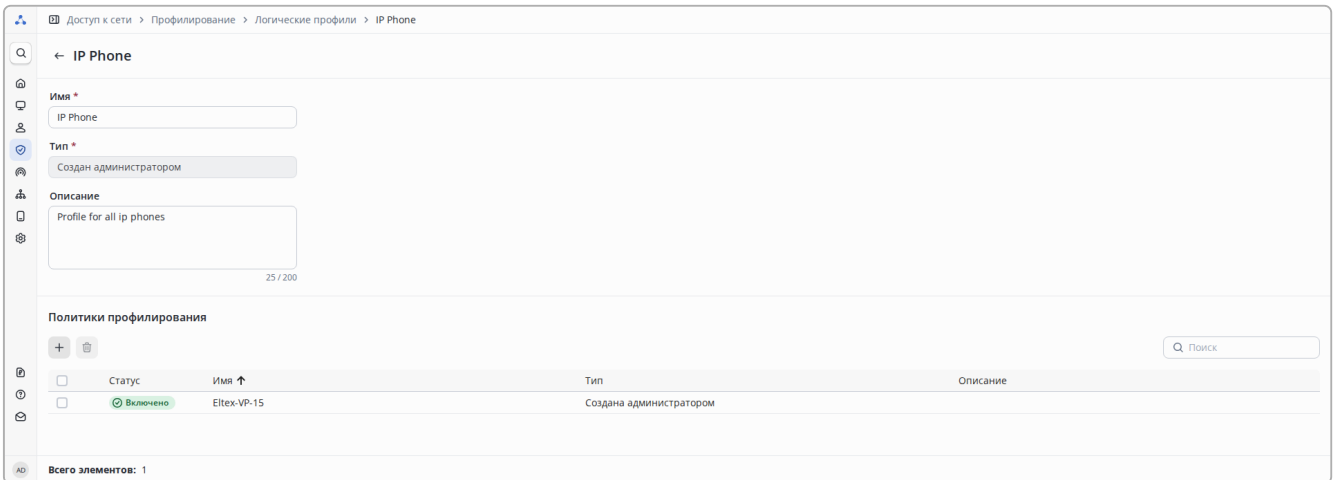 Доступ к сети > Профилирование > Логические профили > IP Phone
← IP Phone
Имя *
IP Phone
Тип *
Создан администратором
Описание
Profile for all ip phones
25 / 200
Политики профилирования
Поиск
Статус Имя ↑ Тип Описание
Включено Eltex-VP-15 Создана администратором
AD Всего элементов: 1